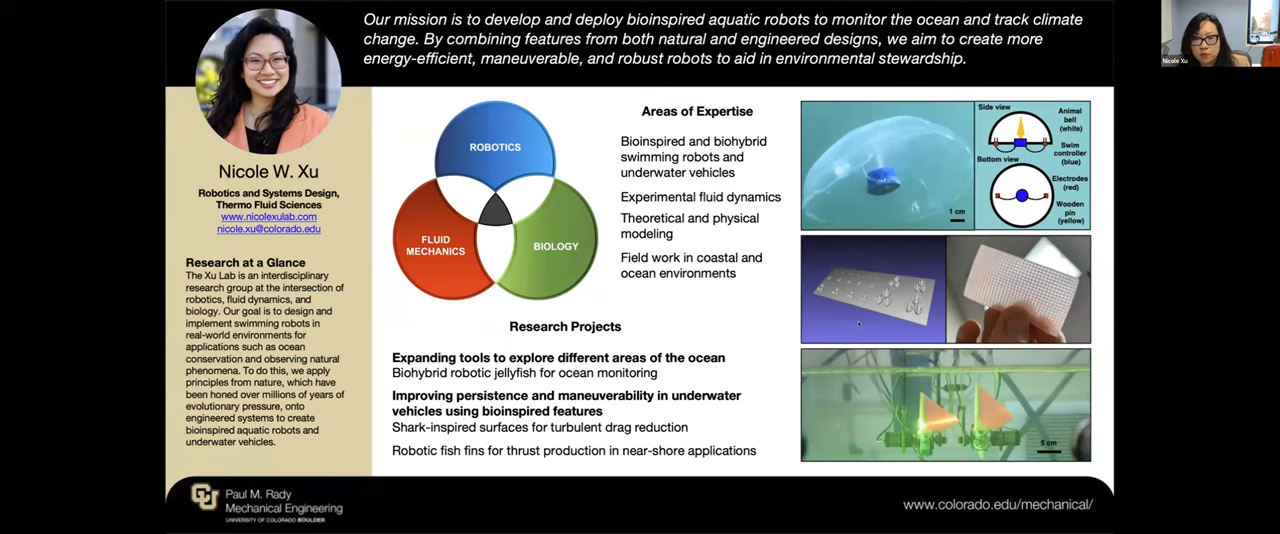 Our mission is to develop and deploy bioinspired aquatic robots to monitor the ocean and track climate
change. By combining features from both natural and engineered designs, we aim to create more
energy-efficient, maneuverable, and robust robots to aid in environmental stewardship.
Nicole Xu
Nicole W. Xu
Robotics and Systems Design,
Thermo Fluid Sciences
www.nicolexulab.com
nicole.xu@colorado.edu
Research at a Glance
The Xu Lab is an interdisciplinary
research group at the intersection of
robotics, fluid dynamics, and
biology. Our goal is to design and
implement swimming robots in
real-world environments for
applications such as ocean
conservation and observing natural
phenomena. To do this, we apply
principles from nature, which have
been honed over millions of years of
evolutionary pressure, onto
engineered systems to create
bioinspired aquatic robots and
underwater vehicles.
ROBOTICS
FLUID
MECHANICS
BIOLOGY
Areas of Expertise
Bioinspired and biohybrid
swimming robots and
underwater vehicles
Experimental fluid dynamics
Theoretical and physical
modeling
Field work in coastal and
ocean environments
Research Projects
Expanding tools to explore different areas of the ocean
Biohybrid robotic jellyfish for ocean monitoring
Improving persistence and maneuverability in underwater
vehicles using bioinspired features
Shark-inspired surfaces for turbulent drag reduction
Robotic fish fins for thrust production in near-shore applications
1 cm
Side view
Bottom view
Animal
bell
(white)
Swim
controller
(blue)
Electrodes
(red)
Wooden
pin
(yellow)
5 cm
CU
Paul M. Rady
Mechanical Engineering
UNIVERSITY OF COLORADO BOULDER
www.colorado.edu/mechanical/